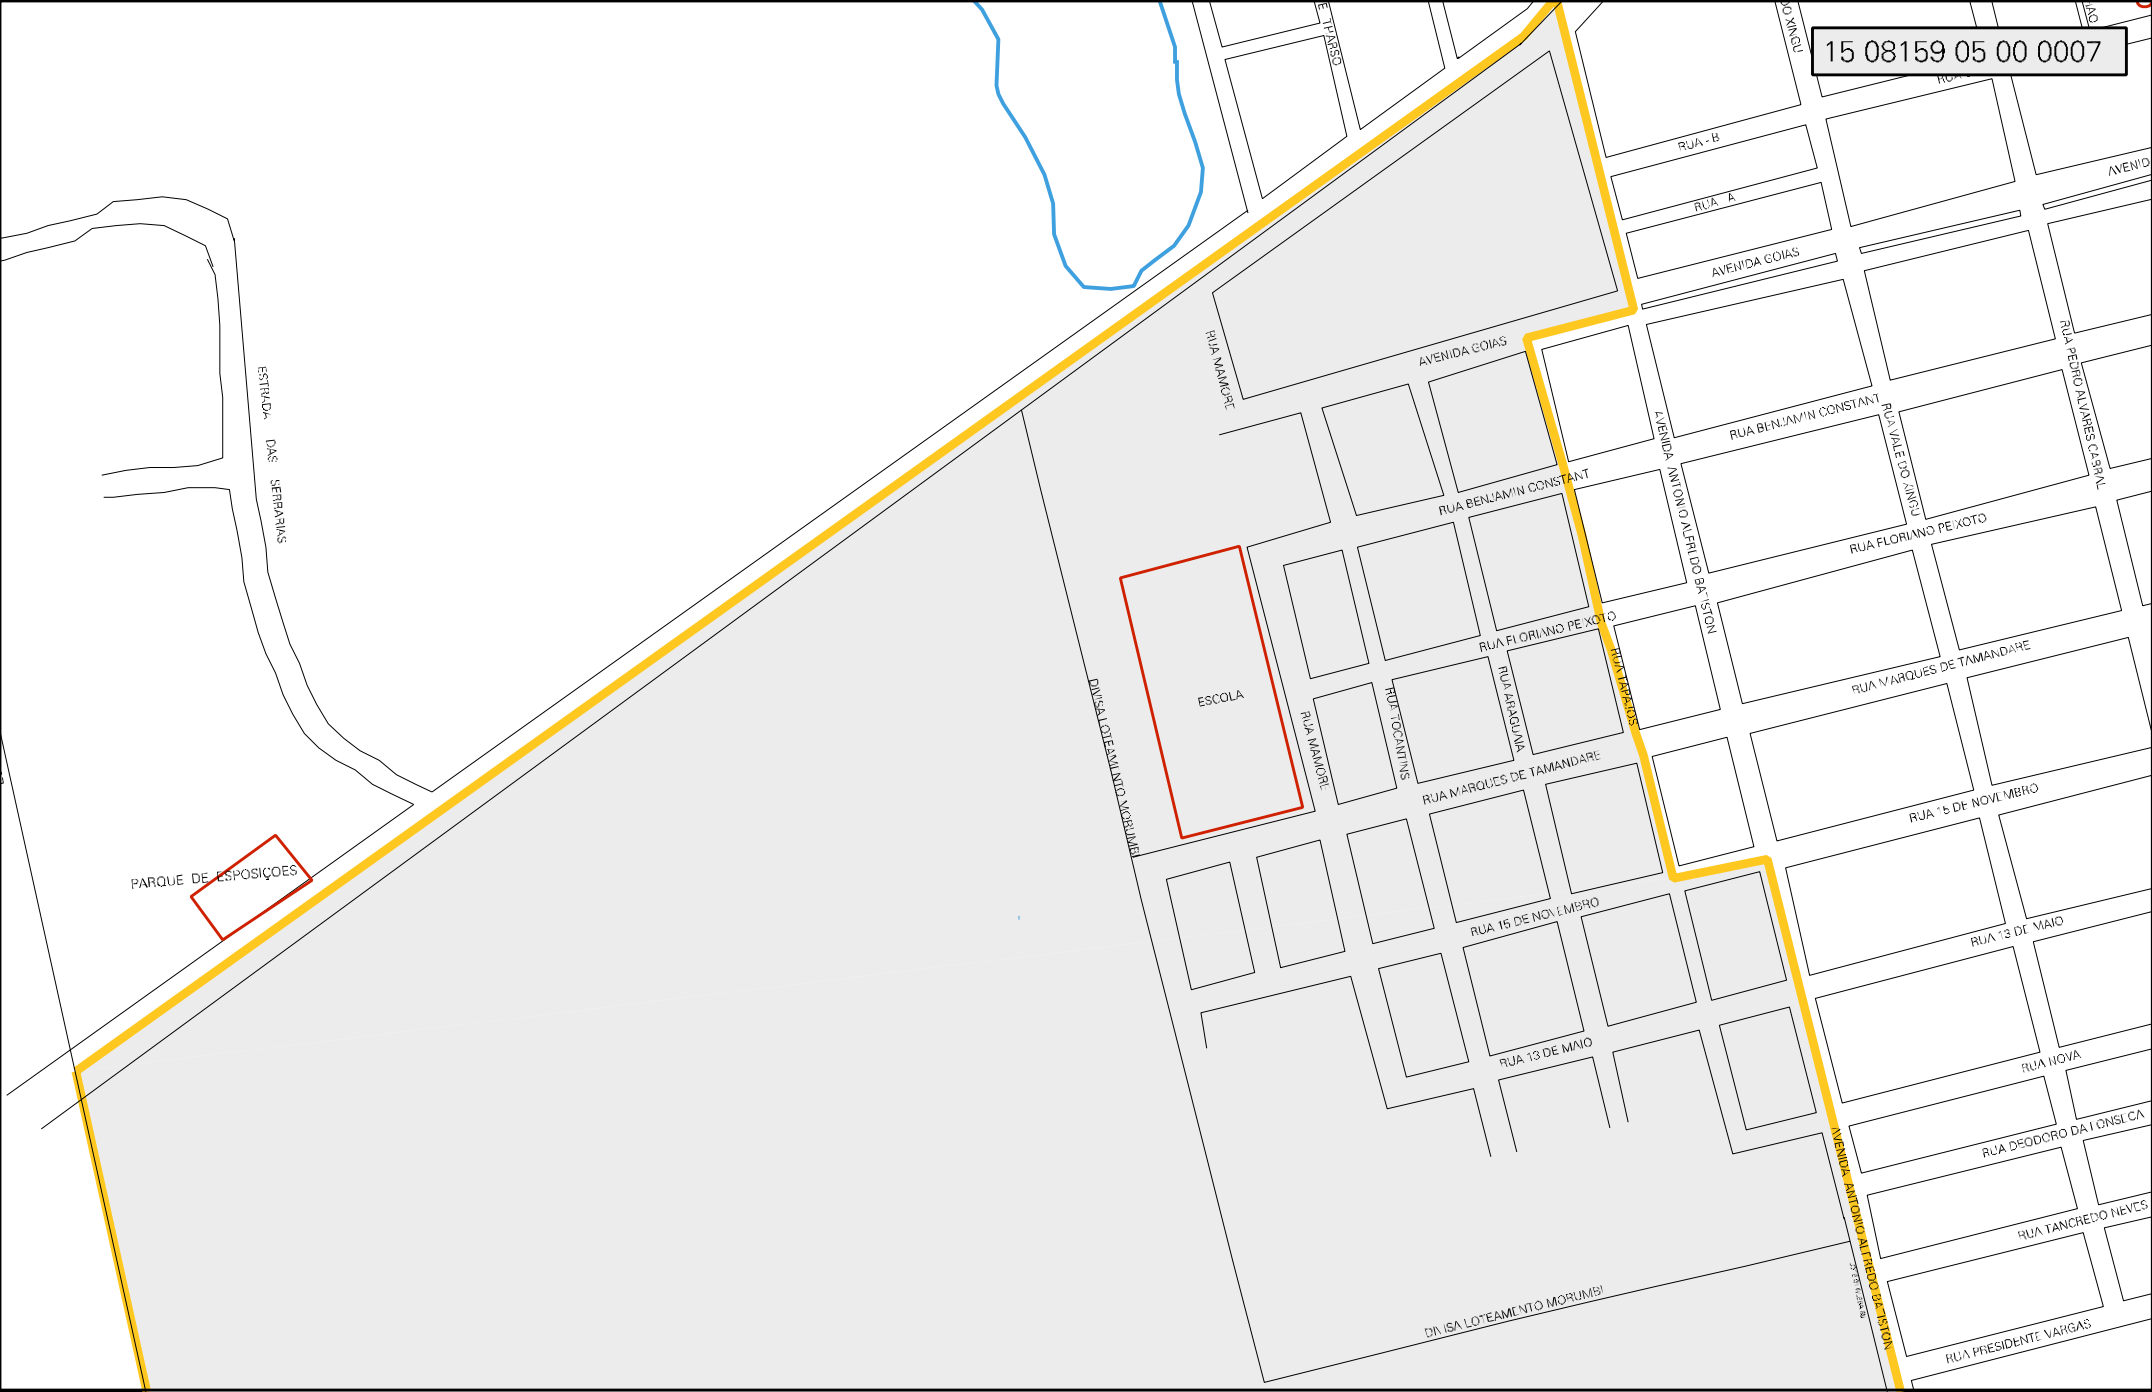 15 08159 05 00 0007
RUA - B
RUA A
AVENIDA GOIAS
AVENIDA GOIAS
RUA MAMORE
ESTRADA DAS SERRARIAS
RUA PEDRO ALVARES CABRAL
RUA BENJAMIN CONSTANT
RUA VALE DO XINGU
AVENIDA ANTONIO ALFREDO BATISTON
RUA BENJAMIN CONSTANT
RUA FLORIANO PEIXOTO
RUA FLORIANO PEIXOTO
RUA TAPAJOS
RUA MARQUES DE TAMANDARE
ESCOLA
DIVISA LOTEAMENTO MORUMBI
RUA MAMORE
RUA TOCANTINS
RUA ARAGUAIA
RUA MARQUES DE TAMANDARE
RUA 15 DE NOVEMBRO
PARQUE DE ESPOSIÇOES
RUA 15 DE NOVEMBRO
RUA 13 DE MAIO
RUA 13 DE MAIO
RUA NOVA
RUA DEODORO DA FONSECA
AVENIDA ANTONIO ALFREDO BATISTON
RUA TANCREDO NEVES
DIVISA LOTEAMENTO MORUMBI
RUA PRESIDENTE VARGAS